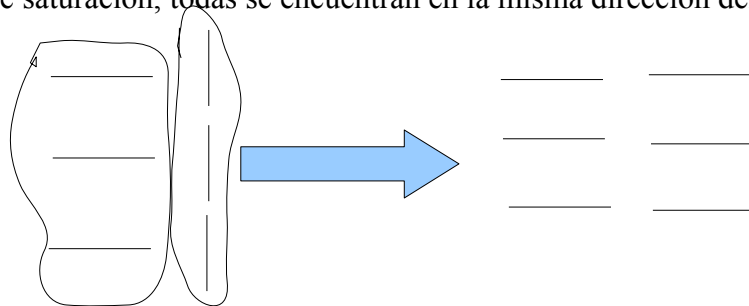 e saturación, todas se encuentran en la misma dirección de